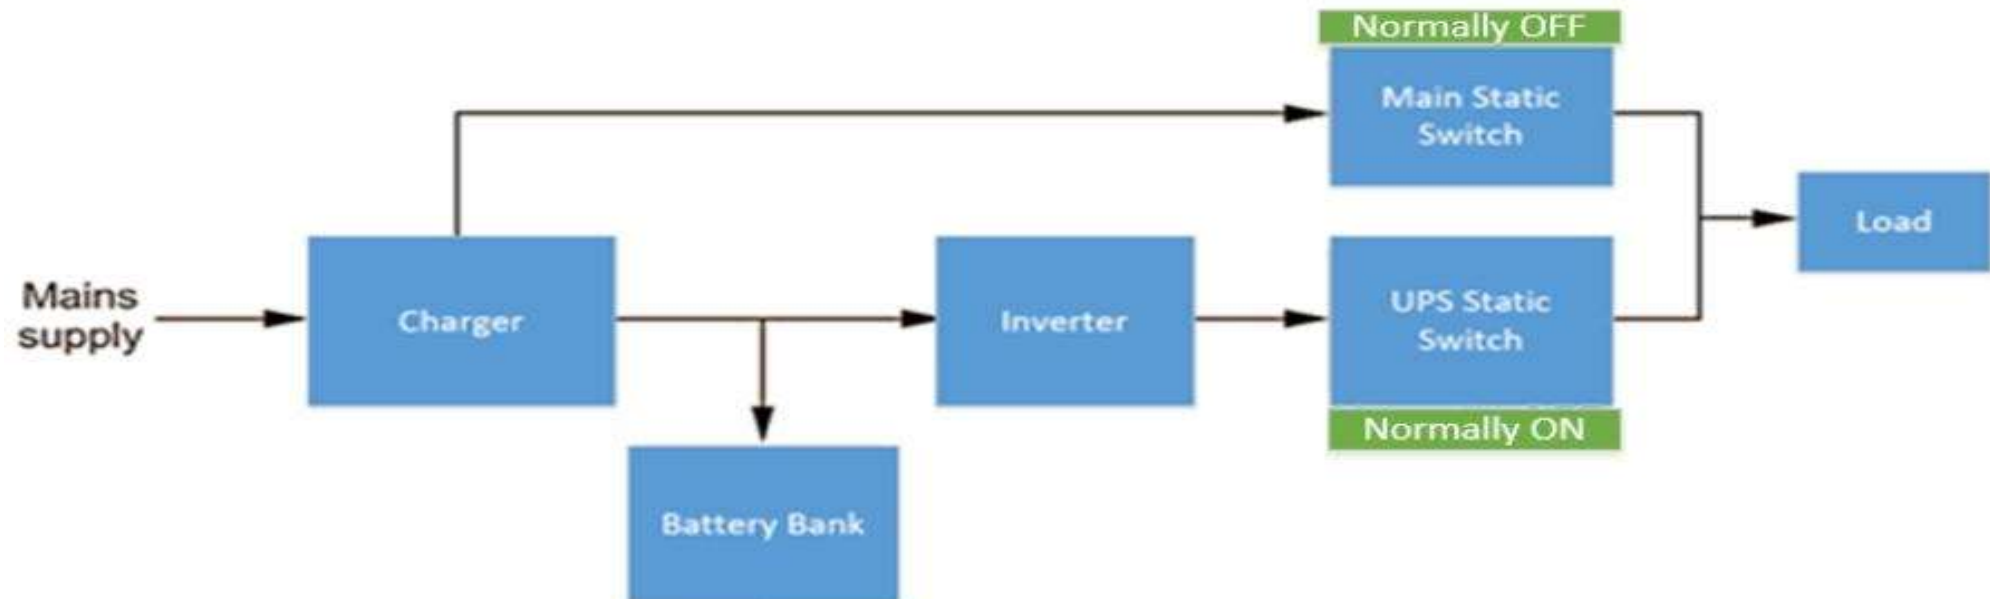 Normally OFF
Main Static
Switch
Load
Mains
supply
Charger
Inverter
UPS Static
Switch
Normally ON
Battery Bank